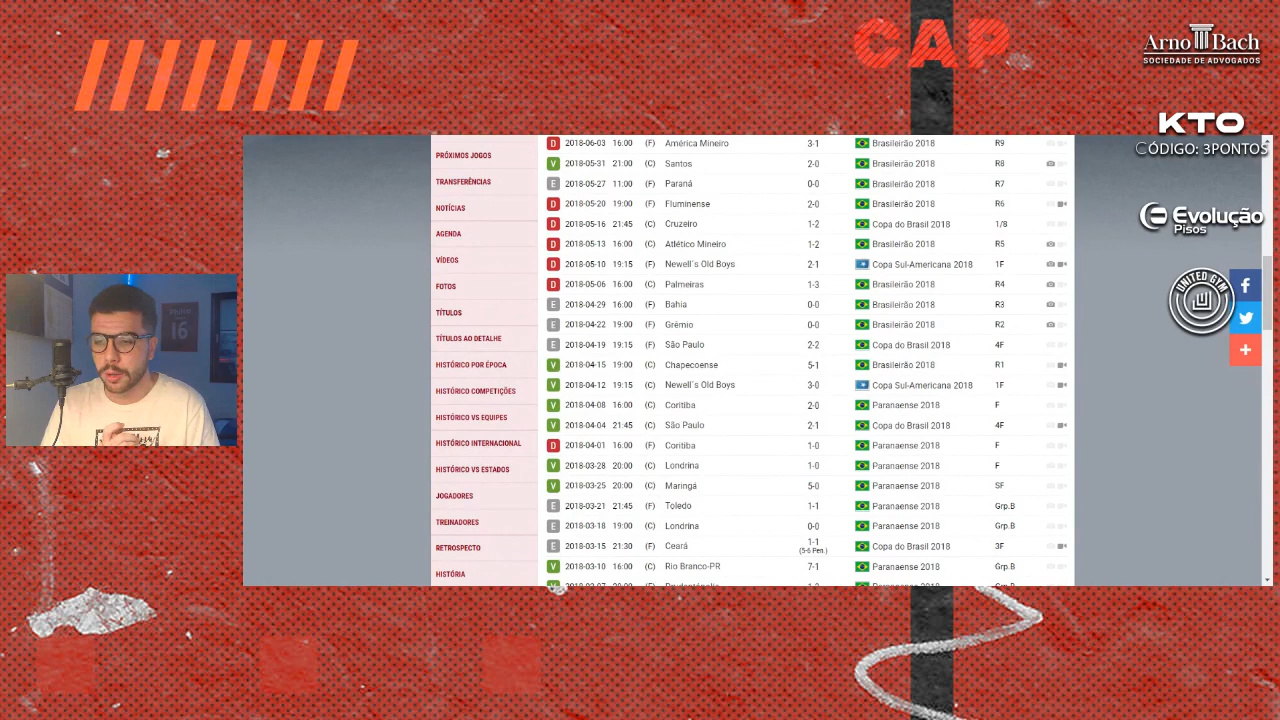 CAP
Arno Bach
SOCIEDADE DE ADVOGADOS
KTO
CÓDIGO: 3PONTOS
Evolução
Pisos
UNITED GYM
16
PRÓXIMOS JOGOS
TRANSFERÊNCIAS
NOTÍCIAS
AGENDA
VÍDEOS
FOTOS
TÍTULOS
TÍTULOS AO DETALHE
HISTÓRICO POR ÉPOCA
HISTÓRICO COMPETIÇÕES
HISTÓRICO VS EQUIPES
HISTÓRICO INTERNACIONAL
HISTÓRICO VS ESTADOS
JOGADORES
TREINADORES
RETROSPECTO
HISTÓRIA
D 2018-06-03 16:00 (F) América Mineiro 3-1 Brasileirão 2018 R9
V 2018-05-31 21:00 (C) Santos 2-0 Brasileirão 2018 R8
E 2018-05-27 11:00 (F) Paraná 0-0 Brasileirão 2018 R7
D 2018-05-20 19:00 (F) Fluminense 2-0 Brasileirão 2018 R6
D 2018-05-16 21:45 (C) Cruzeiro 1-2 Copa do Brasil 2018 1/8
D 2018-05-13 16:00 (C) Atlético Mineiro 1-2 Brasileirão 2018 R5
D 2018-05-10 19:15 (F) Newell´s Old Boys 2-1 Copa Sul-Americana 2018 1F
D 2018-05-06 16:00 (C) Palmeiras 1-3 Brasileirão 2018 R4
E 2018-04-29 16:00 (F) Bahia 0-0 Brasileirão 2018 R3
E 2018-04-22 19:00 (F) Grêmio 0-0 Brasileirão 2018 R2
E 2018-04-19 19:15 (F) São Paulo 2-2 Copa do Brasil 2018 4F
V 2018-04-15 19:00 (C) Chapecoense 5-1 Brasileirão 2018 R1
V 2018-04-12 19:15 (C) Newell´s Old Boys 3-0 Copa Sul-Americana 2018 1F
V 2018-04-08 16:00 (C) Coritiba 2-0 Paranaense 2018 F
V 2018-04-04 21:45 (C) São Paulo 2-1 Copa do Brasil 2018 4F
D 2018-04-01 16:00 (F) Coritiba 1-0 Paranaense 2018 F
V 2018-03-28 20:00 (C) Londrina 1-0 Paranaense 2018 F
V 2018-03-25 20:00 (C) Maringá 5-0 Paranaense 2018 SF
E 2018-03-21 21:45 (F) Toledo 1-1 Paranaense 2018 Grp.B
E 2018-03-18 19:00 (C) Londrina 0-0 Paranaense 2018 Grp.B
E 2018-03-15 21:30 (F) Ceará 1-1 (5-6 Pen.) Copa do Brasil 2018 3F
V 2018-03-10 16:00 (C) Rio Branco-PR 7-1 Paranaense 2018 Grp.B